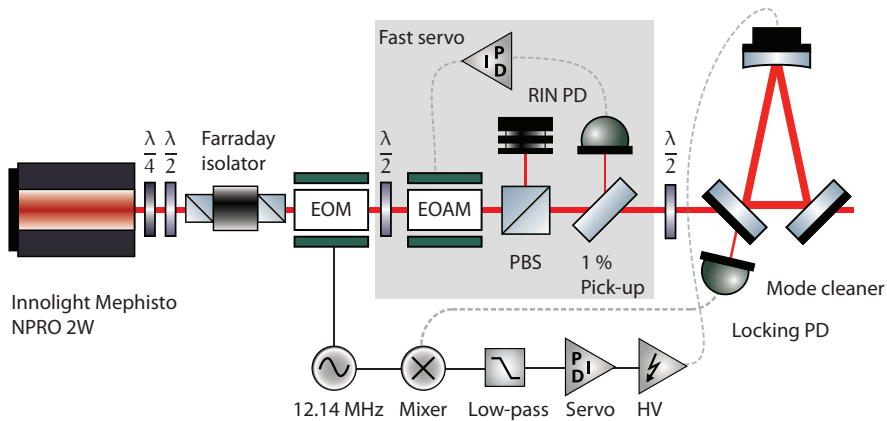 Fast servo
P
I
D
RIN PD
λ
4
λ
2
Farraday
isolator
λ
2
λ
2
EOM
EOAM
PBS
1 %
Pick-up
Innolight Mephisto
NPRO 2W
Mode cleaner
Locking PD
P
I
D
12.14 MHz
Mixer
Low-pass
Servo
HV